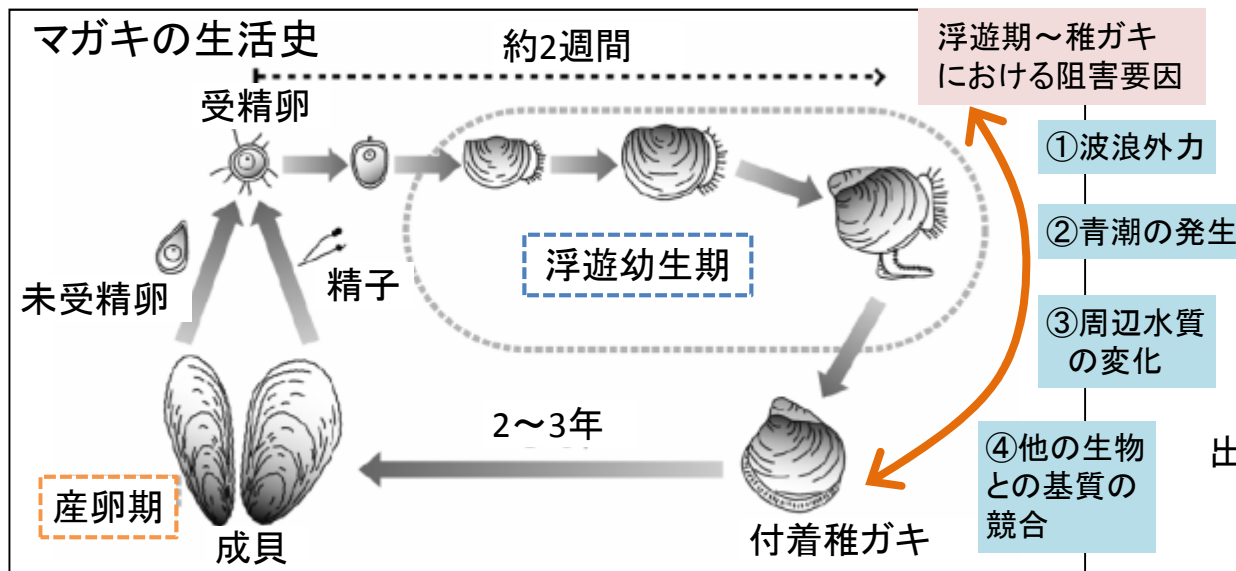 マガキの生活史
約2週間
浮遊期～稚ガキ
における阻害要因
受精卵
①波浪外力
②青潮の発生
浮遊幼生期
未受精卵
精子
③周辺水質
の変化
2～3年
④他の生物
との基質の
競合
出
産卵期
成貝
付着稚ガキ